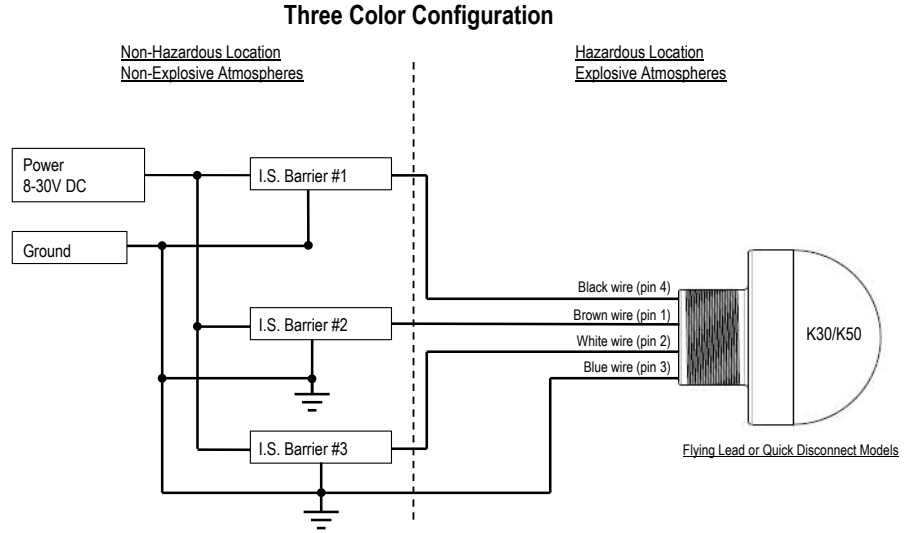 Three Color Configuration
Non-Hazardous Location
Non-Explosive Atmospheres
Hazardous Location
Explosive Atmospheres
Power
8-30V DC
I.S. Barrier #1
Ground
Black wire (pin 4)
Brown wire (pin 1)
I.S. Barrier #2
White wire (pin 2)
Blue wire (pin 3)
K30/K50
I.S. Barrier #3
Flying Lead or Quick Disconnect Models